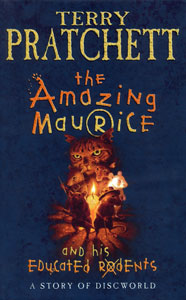 TERRY
PRATCHETT
the
AMaZiNG
MauRice
and his
EDUCaTeD RODeNTS
A STORY OF DISCWORLD